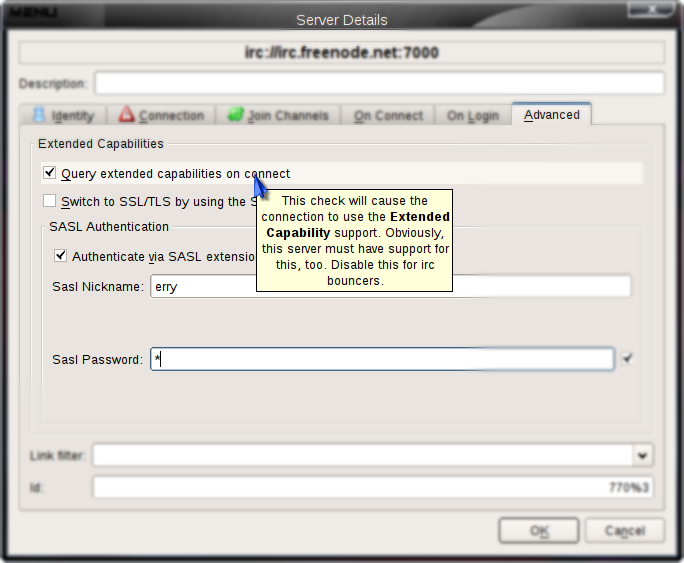 MENU
Server Details
irc://irc.freenode.net:7000
Description:
Identity Connection Join Channels On Connect On Login Advanced
Extended Capabilities
Query extended capabilities on connect
Switch to SSL/TLS by using the S
This check will cause the
connection to use the Extended
Capability support. Obviously,
this server must have support for
this, too. Disable this for irc
bouncers.
SASL Authentication
Authenticate via SASL extensio
Sasl Nickname: erry
Sasl Password: *
Link filter:
Id: 770%3
OK Cancel